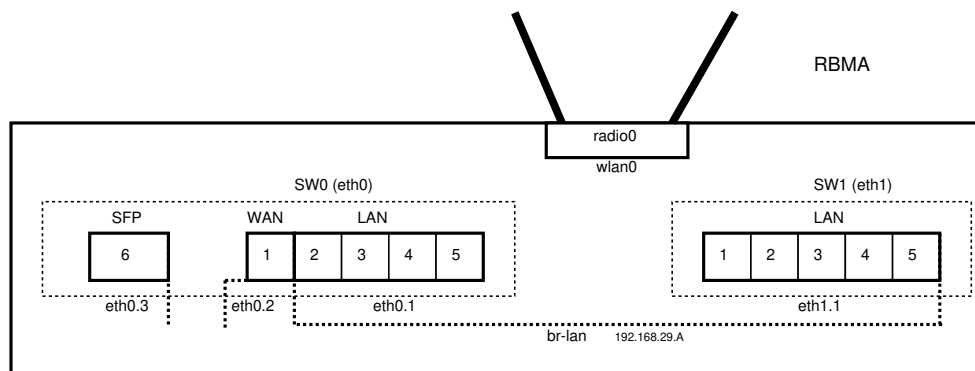 RBMA
radio0
wlan0
SW0 (eth0)
SW1 (eth1)
SFP WAN LAN LAN
6 1 2 3 4 5 1 2 3 4 5
eth0.3 eth0.2 eth0.1 eth1.1
br-lan 192.168.29.A